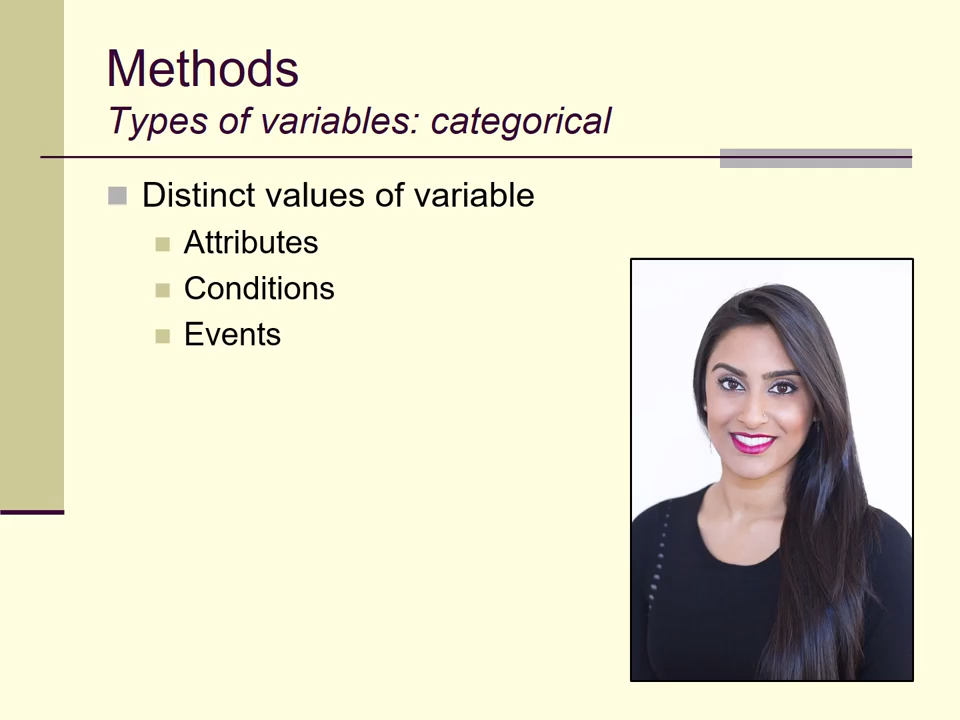 Methods
Types of variables: categorical
Distinct values of variable
Attributes
Conditions
Events